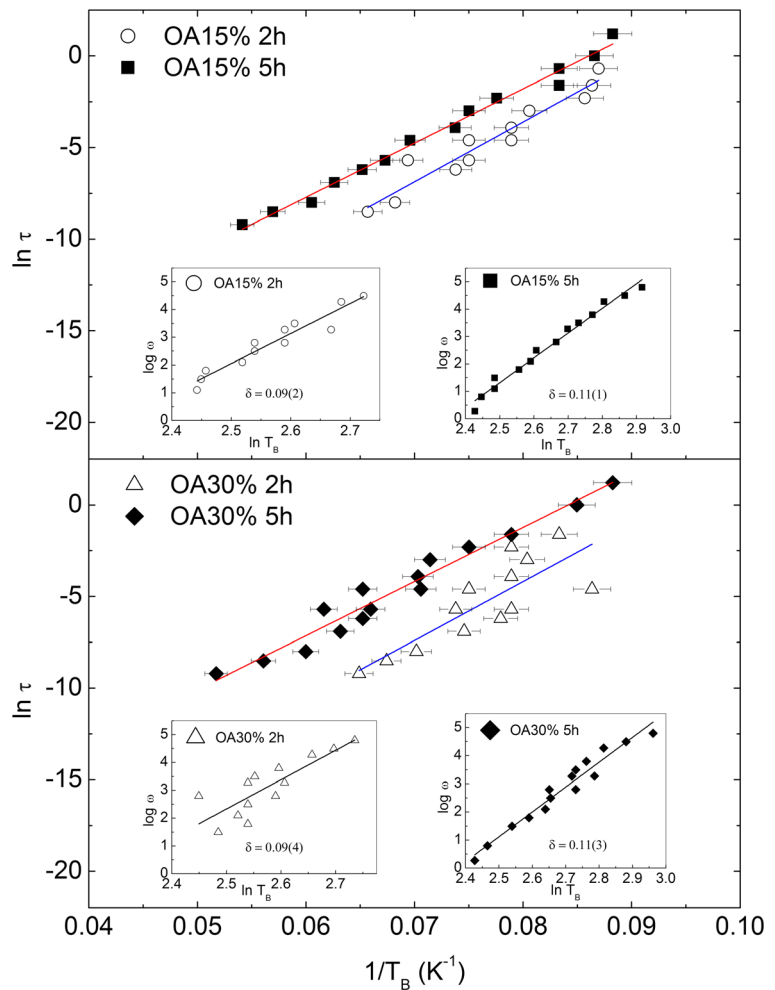 OA15% 2h
OA15% 5h
0
-5
-10
-15
-20
ln τ
OA15% 2h
5
4
3
2
1
0
log ω
δ = 0.09(2)
2.4 2.5 2.6 2.7
ln T_B
OA15% 5h
5
4
3
2
1
0
log ω
δ = 0.11(1)
2.4 2.5 2.6 2.7 2.8 2.9 3.0
ln T_B
OA30% 2h
OA30% 5h
0
-5
-10
-15
-20
ln τ
OA30% 2h
5
4
3
2
1
0
log ω
δ = 0.09(4)
2.4 2.5 2.6 2.7
ln T_B
OA30% 5h
5
4
3
2
1
0
log ω
δ = 0.11(3)
2.4 2.5 2.6 2.7 2.8 2.9 3.0
ln T_B
0.04 0.05 0.06 0.07 0.08 0.09 0.10
1/T_B (K⁻¹)